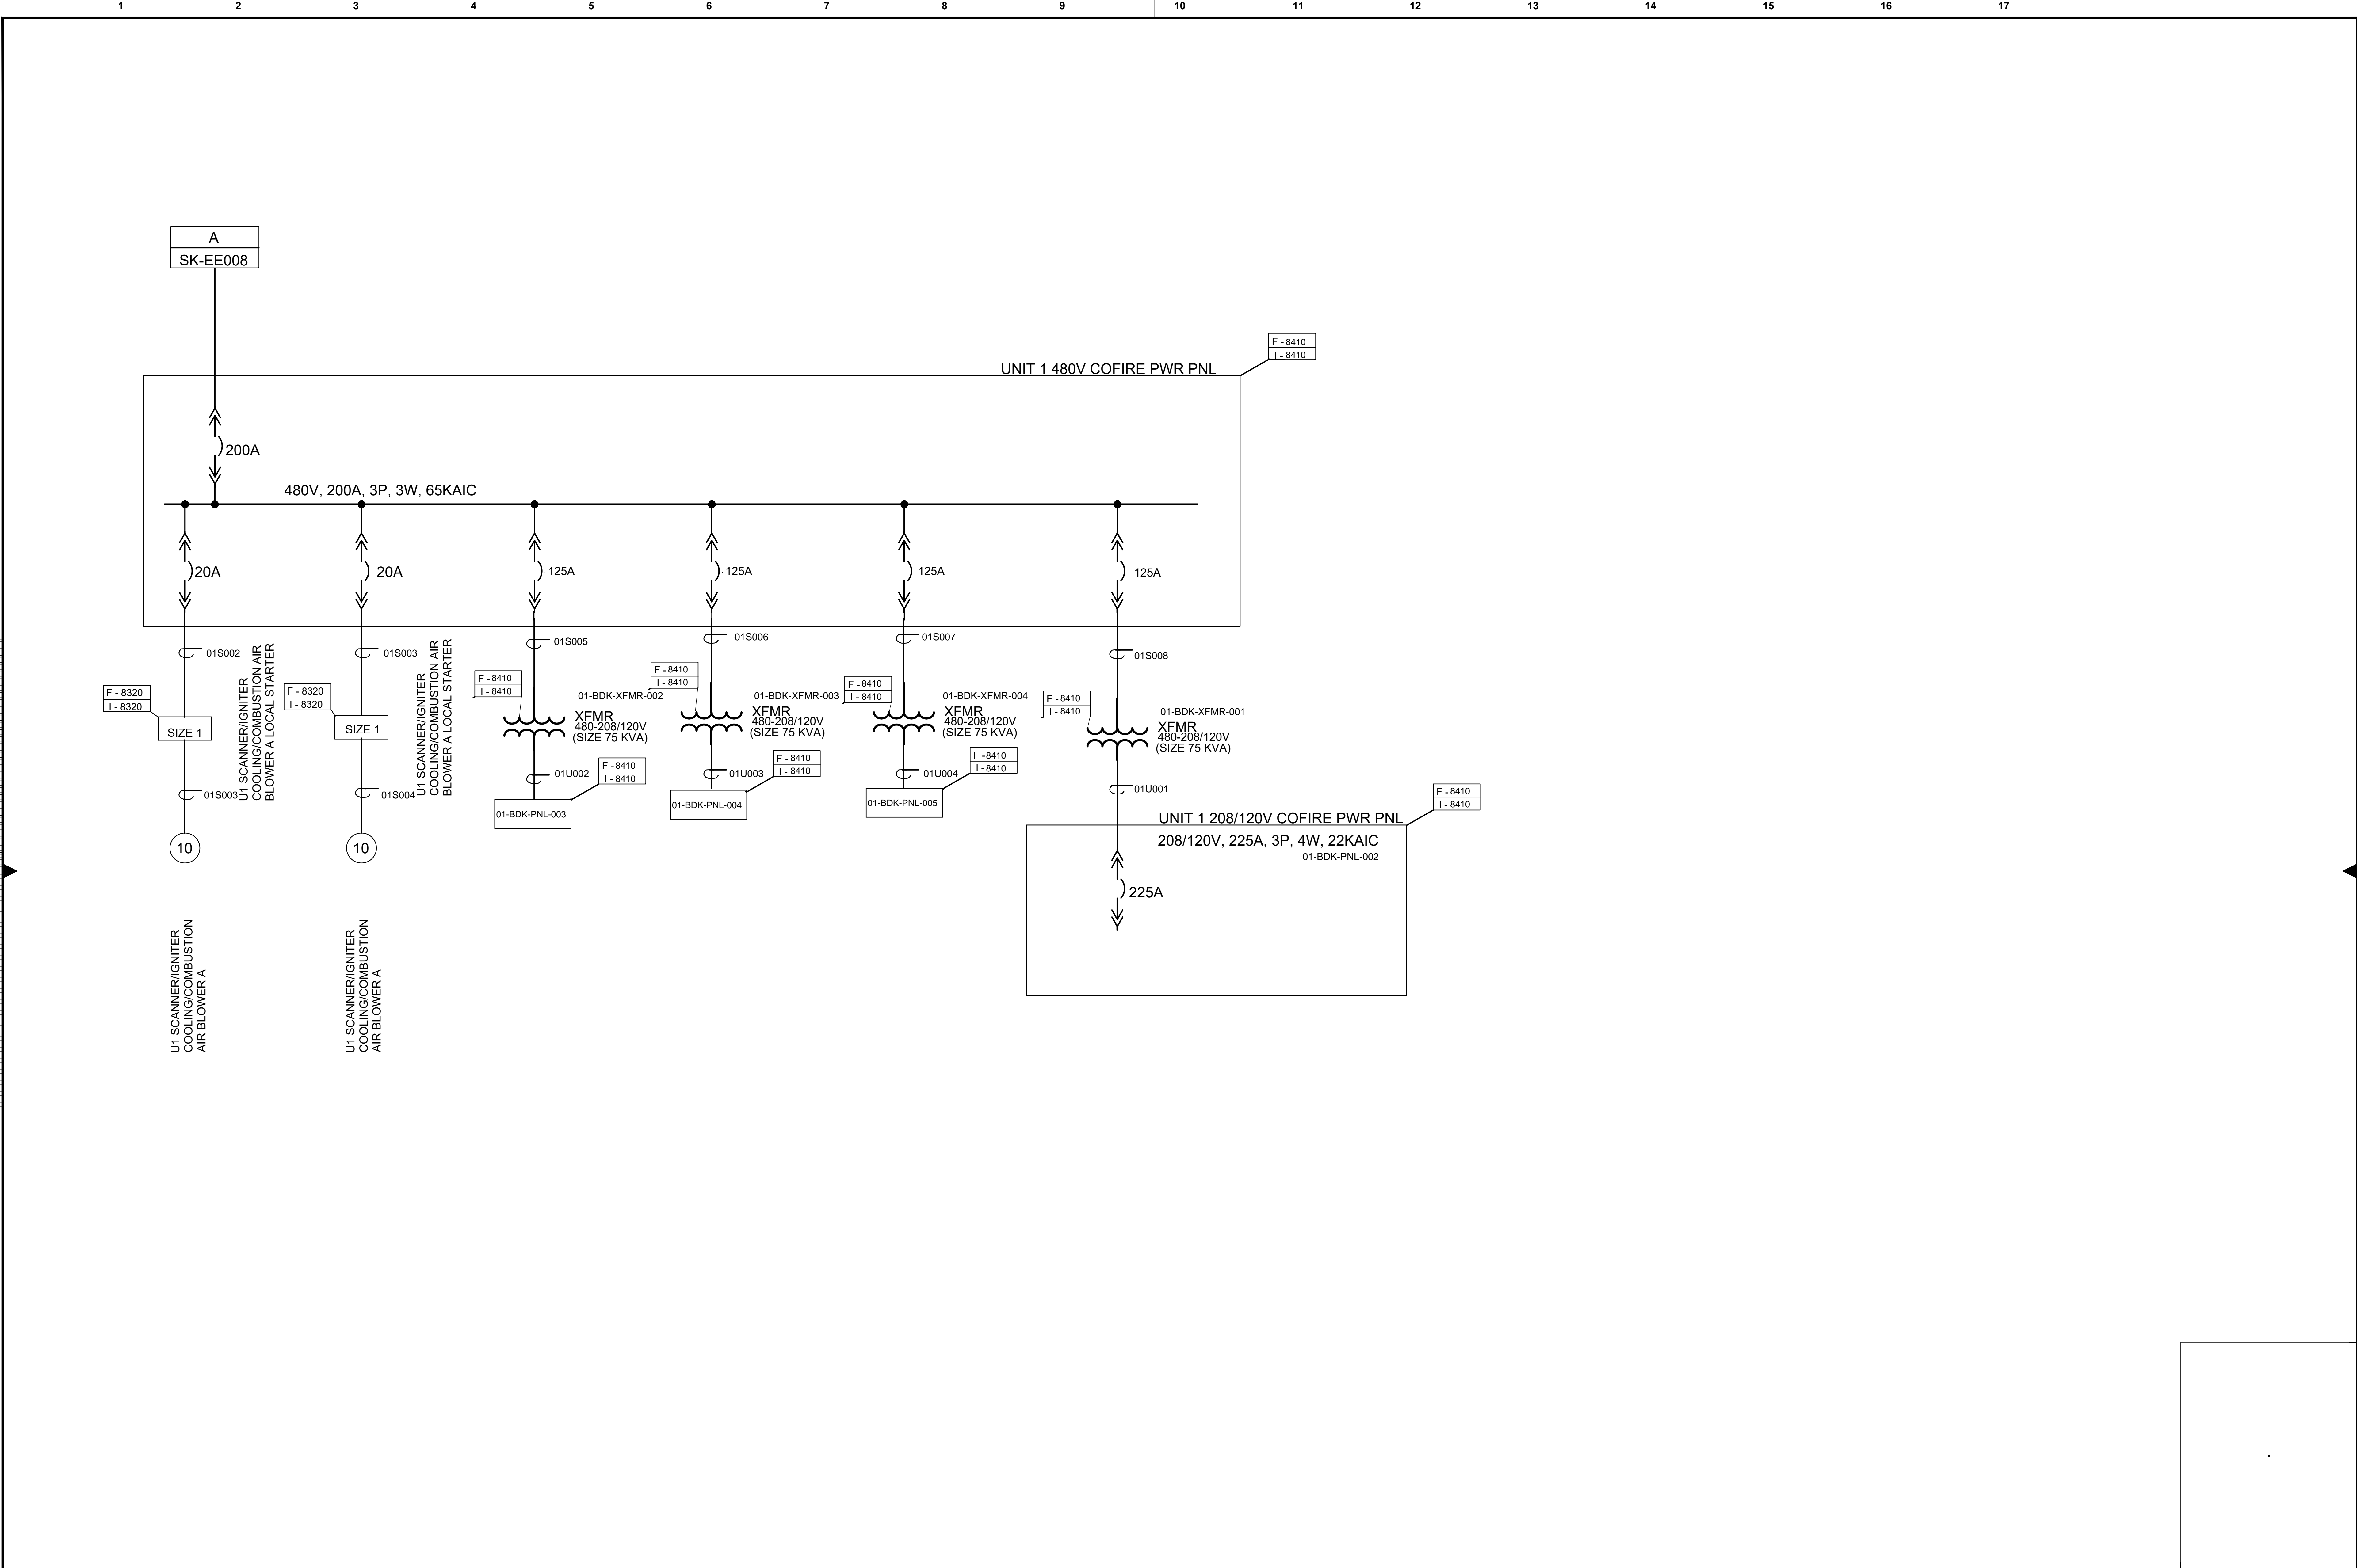 1 2 3 4 5 6 7 8 9 10 11 12 13 14 15 16 17
A
SK-EE008
F - 8410
I - 8410
UNIT 1 480V COFIRE PWR PNL
200A
480V, 200A, 3P, 3W, 65KAIC
20A
20A
125A
125A
125A
125A
01S002
01S003
01S005
01S006
01S007
01S008
F - 8320
I - 8320
SIZE 1
U1 SCANNER/IGNITER
COOLING/COMBUSTION AIR
BLOWER A LOCAL STARTER
01S003
10
U1 SCANNER/IGNITER
COOLING/COMBUSTION
AIR BLOWER A
F - 8320
I - 8320
SIZE 1
U1 SCANNER/IGNITER
COOLING/COMBUSTION AIR
BLOWER A LOCAL STARTER
01S004
10
U1 SCANNER/IGNITER
COOLING/COMBUSTION
AIR BLOWER A
F - 8410
I - 8410
01-BDK-XFMR-002
XFMR
480-208/120V
(SIZE 75 KVA)
01U002
F - 8410
I - 8410
01-BDK-PNL-003
F - 8410
I - 8410
01-BDK-XFMR-003
XFMR
480-208/120V
(SIZE 75 KVA)
01U003
F - 8410
I - 8410
01-BDK-PNL-004
F - 8410
I - 8410
01-BDK-XFMR-004
XFMR
480-208/120V
(SIZE 75 KVA)
01U004
F - 8410
I - 8410
01-BDK-PNL-005
F - 8410
I - 8410
01-BDK-XFMR-001
XFMR
480-208/120V
(SIZE 75 KVA)
01U001
F - 8410
I - 8410
UNIT 1 208/120V COFIRE PWR PNL
208/120V, 225A, 3P, 4W, 22KAIC
01-BDK-PNL-002
225A